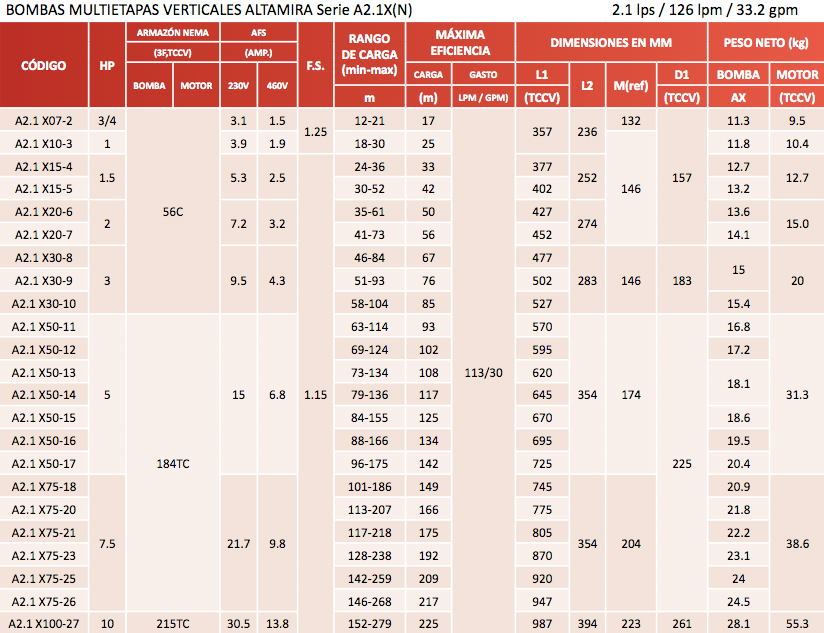 BOMBAS MULTIETAPAS VERTICALES ALTAMIRA Serie A2.1X(N) 2.1 lps / 126 lpm / 33.2 gpm
ARMAZÓN NEMA AFS MÁXIMA EFICIENCIA DIMENSIONES EN MM PESO NETO (kg)
CÓDIGO HP (3F,TCCV) (AMP.) F.S. RANGO DE CARGA (min-max)
BOMBA MOTOR 230V 460V CARGA GASTO L1 L2 M(ref) D1 BOMBA MOTOR
m (m) LPM / GPM) (TCCV) (TCCV) AX (TCCV)
A2.1 X07-2 3/4 56C 3.1 1.5 1.25 12-21 17 113/30 357 236 132 157 11.3 9.5
A2.1 X10-3 1 3.9 1.9 18-30 25 146 11.8 10.4
A2.1 X15-4 1.5 5.3 2.5 1.15 24-36 33 377 252 12.7 12.7
A2.1 X15-5 30-52 42 402 13.2
A2.1 X20-6 2 7.2 3.2 35-61 50 427 274 13.6 15.0
A2.1 X20-7 41-73 56 452 14.1
A2.1 X30-8 3 9.5 4.3 46-84 67 477 283 146 183 15 20
A2.1 X30-9 51-93 76 502
A2.1 X30-10 58-104 85 527 15.4
A2.1 X50-11 5 184TC 15 6.8 63-114 93 570 354 174 225 16.8 31.3
A2.1 X50-12 69-124 102 595 17.2
A2.1 X50-13 73-134 108 620 18.1
A2.1 X50-14 79-136 117 645
A2.1 X50-15 84-155 125 670 18.6
A2.1 X50-16 88-166 134 695 19.5
A2.1 X50-17 96-175 142 725 20.4
A2.1 X75-18 7.5 21.7 9.8 101-186 149 745 354 204 20.9 38.6
A2.1 X75-20 113-207 166 775 21.8
A2.1 X75-21 117-218 175 805 22.2
A2.1 X75-23 128-238 192 870 23.1
A2.1 X75-25 142-259 209 920 24
A2.1 X75-26 146-268 217 947 24.5
A2.1 X100-27 10 215TC 30.5 13.8 152-279 225 987 394 223 261 28.1 55.3